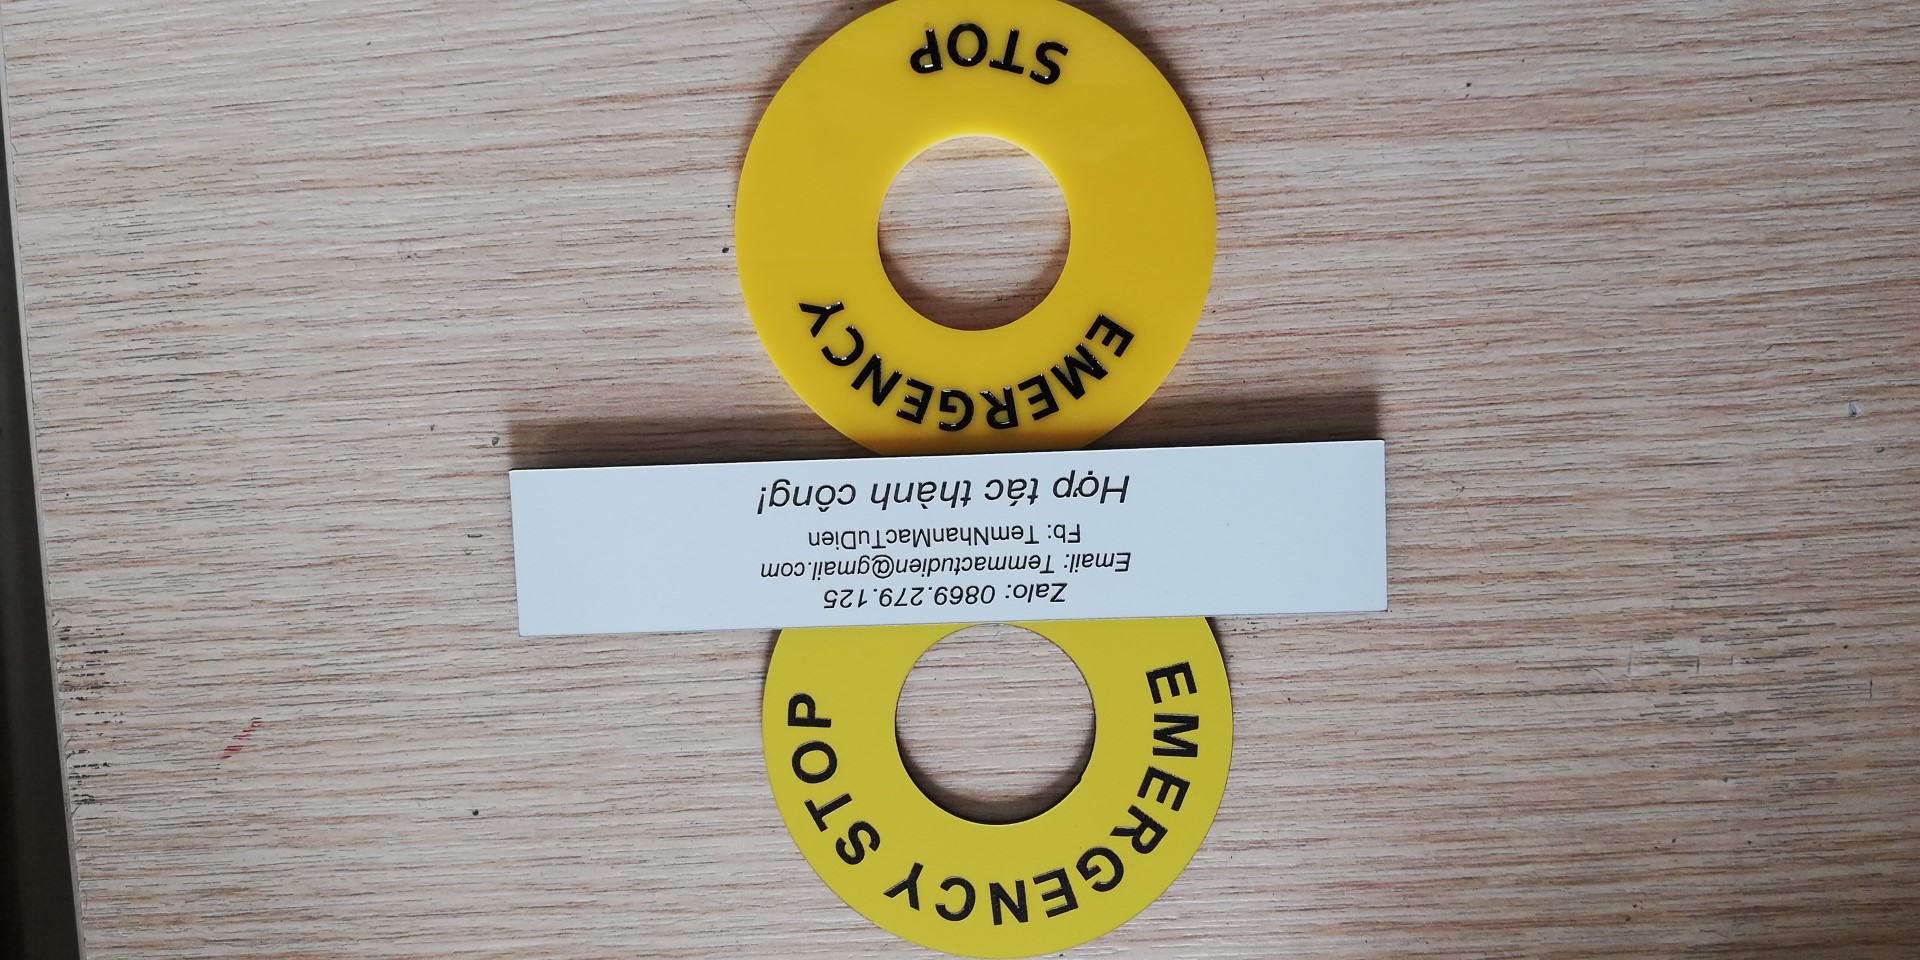 EMERGENCY STOP
Zalo: 0869.279.125
Email: Temmactudien@gmail.com
Fb: TemNhanMacTuDien
Hợp tác thành công!
EMERGENCY
STOP